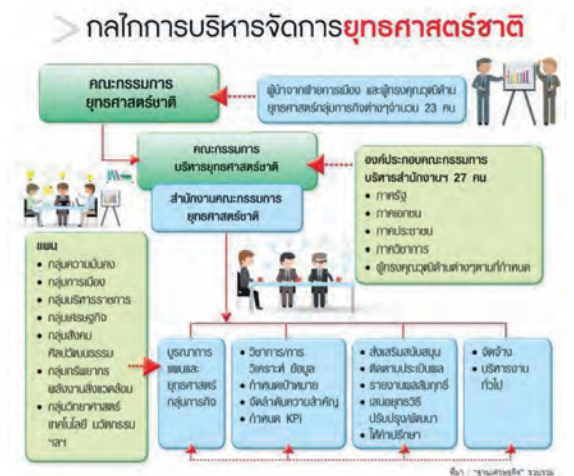 กลไกการบริหารจัดการยุทธศาสตร์ชาติ
คณะกรรมการ
ยุทธศาสตร์ชาติ
ผู้นำจากฝ่ายการเมือง และผู้ทรงคุณวุฒิด้าน
ยุทธศาสตร์กลุ่มภารกิจต่างๆจำนวน 23 คน
คณะกรรมการ
บริหารยุทธศาสตร์ชาติ
สำนักงานคณะกรรมการ
ยุทธศาสตร์ชาติ
องค์ประกอบคณะกรรมการ
บริหารสำนักงานฯ 27 คน
• ภาครัฐ
• ภาคเอกชน
• ภาคประชาชน
• ภาควิชาการ
• ผู้ทรงคุณวุฒิด้านต่างๆตามที่กำหนด
แผน
• กลุ่มความมั่นคง
• กลุ่มการเมือง
• กลุ่มบริหารราชการ
• กลุ่มเศรษฐกิจ
• กลุ่มสังคม
ศิลปวัฒนธรรม
• กลุ่มทรัพยากร
พลังงานสิ่งแวดล้อม
• กลุ่มวิทยาศาสตร์
เทคโนโลยี นวัตกรรม
ฯลฯ
บูรณาการ
แผนและ
ยุทธศาสตร์
กลุ่มภารกิจ
• วิชาการ/การ
วิเคราะห์ ข้อมูล
• กำหนดเป้าหมาย
• จัดลำดับความสำคัญ
• กำหนด KPI
• ส่งเสริมสนับสนุน
• ติดตามประเมินผล
• รายงานผลสัมฤทธิ์
• เสนอยุทธวิธี
ปรับปรุง/พัฒนา
• ให้คำปรึกษา
• จัดจ้าง
• บริหารงาน
ทั่วไป
ที่มา : "ฐานเศรษฐกิจ" รวบรวม